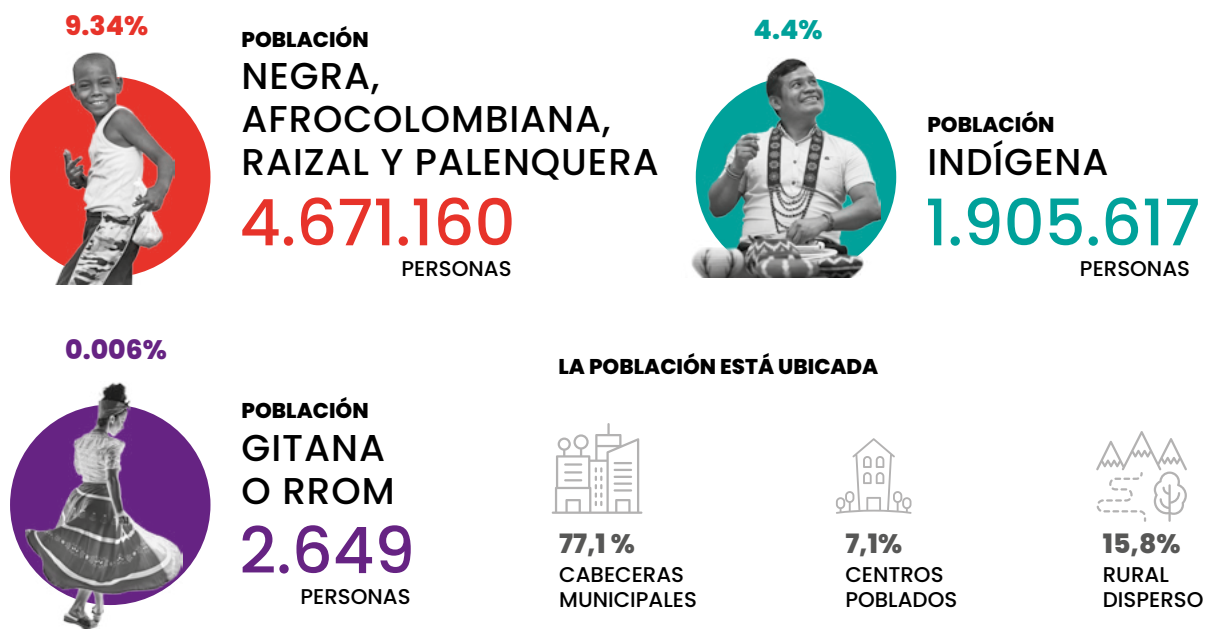 9.34%
POBLACIÓN
NEGRA,
AFROCOLOMBIANA,
RAIZAL Y PALENQUERA
4.671.160
PERSONAS
4.4%
POBLACIÓN
INDÍGENA
1.905.617
PERSONAS
0.006%
POBLACIÓN
GITANA
O RROM
2.649
PERSONAS
LA POBLACIÓN ESTÁ UBICADA
77,1 %
CABECERAS
MUNICIPALES
7,1%
CENTROS
POBLADOS
15,8%
RURAL
DISPERSO